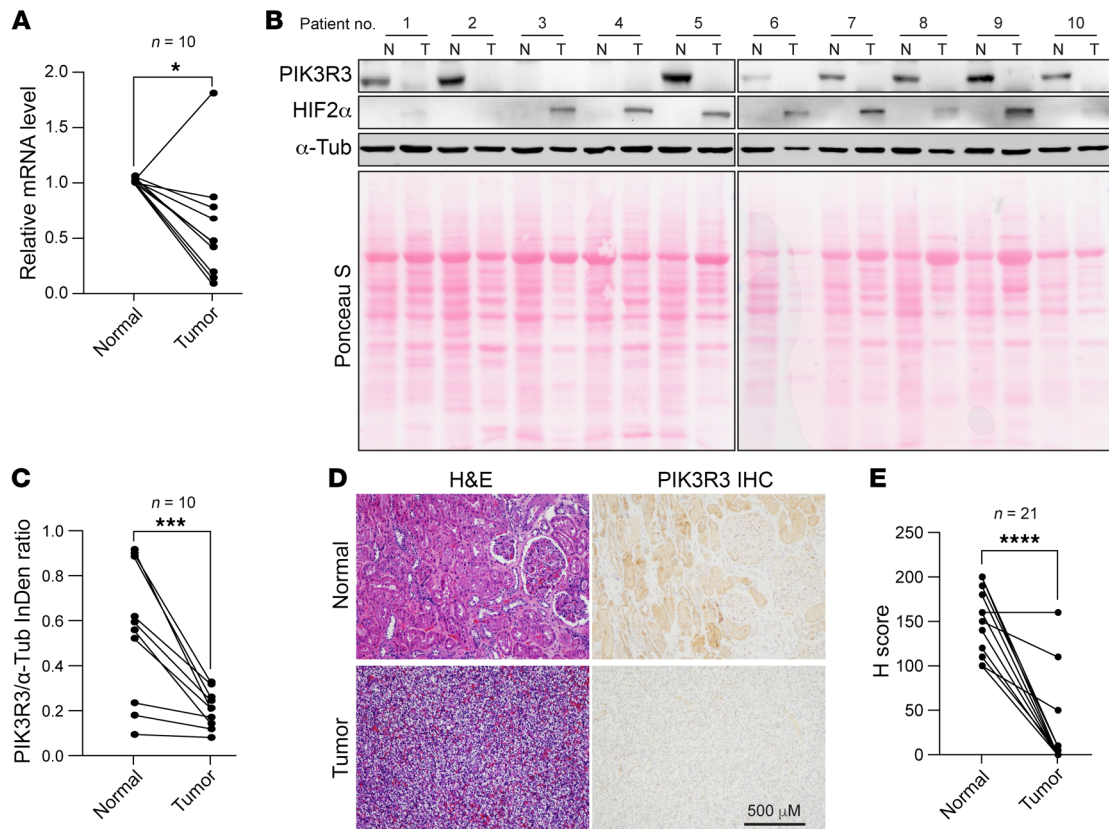 A
n = 10
*
Relative mRNA level
2.0
1.5
1.0
0.5
0.0
Normal
Tumor
B
Patient no.
1 2 3 4 5 6 7 8 9 10
N T N T N T N T N T N T N T N T N T N T
PIK3R3
HIF2α
α-Tub
Ponceau S
C
n = 10
***
PIK3R3/α-Tub InDen ratio
1.0
0.8
0.6
0.4
0.2
0.0
Normal
Tumor
D
H&E
PIK3R3 IHC
Normal
Tumor
500 μM
E
n = 21
****
H score
250
200
150
100
50
0
Normal
Tumor